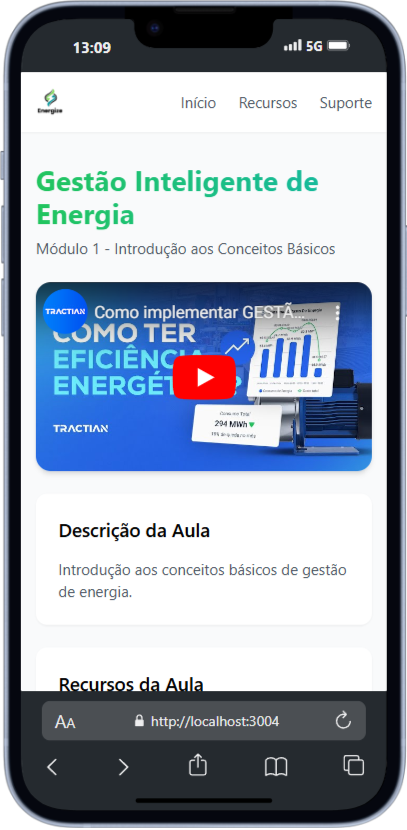 13:09
5G
Energize
Início Recursos Suporte
Gestão Inteligente de
Energia
Módulo 1 - Introdução aos Conceitos Básicos
TRACTIAN
Como implementar GESTÃ...
COMO TER
EFICIÊNCIA
ENERGÉT
?
TRACTIAN
Consumo Total
294 MWh
Descrição da Aula
Introdução aos conceitos básicos de gestão
de energia.
Recursos da Aula
AA http://localhost:3004